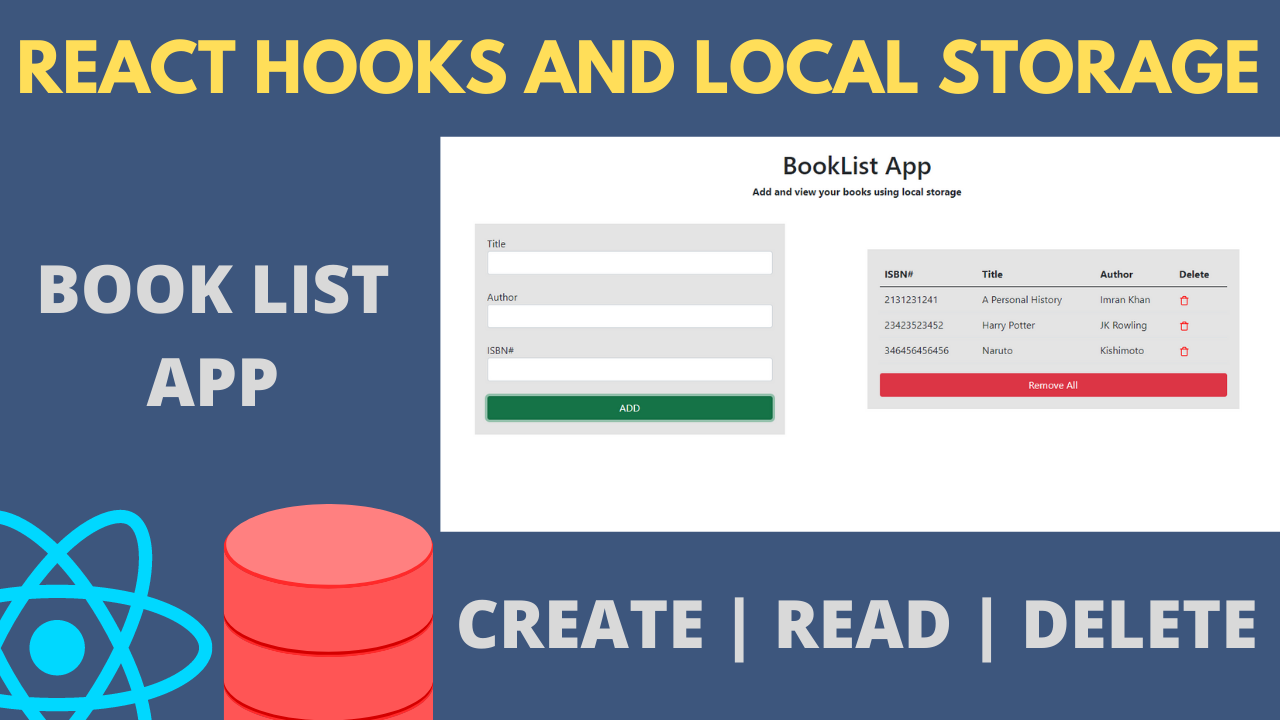 REACT HOOKS AND LOCAL STORAGE
BOOK LIST
APP
BookList App
Add and view your books using local storage
Title
Author
ISBN#
ADD
ISBN# Title Author Delete
2131231241 A Personal History Imran Khan
23423523452 Harry Potter JK Rowling
346456456456 Naruto Kishimoto
Remove All
CREATE | READ | DELETE